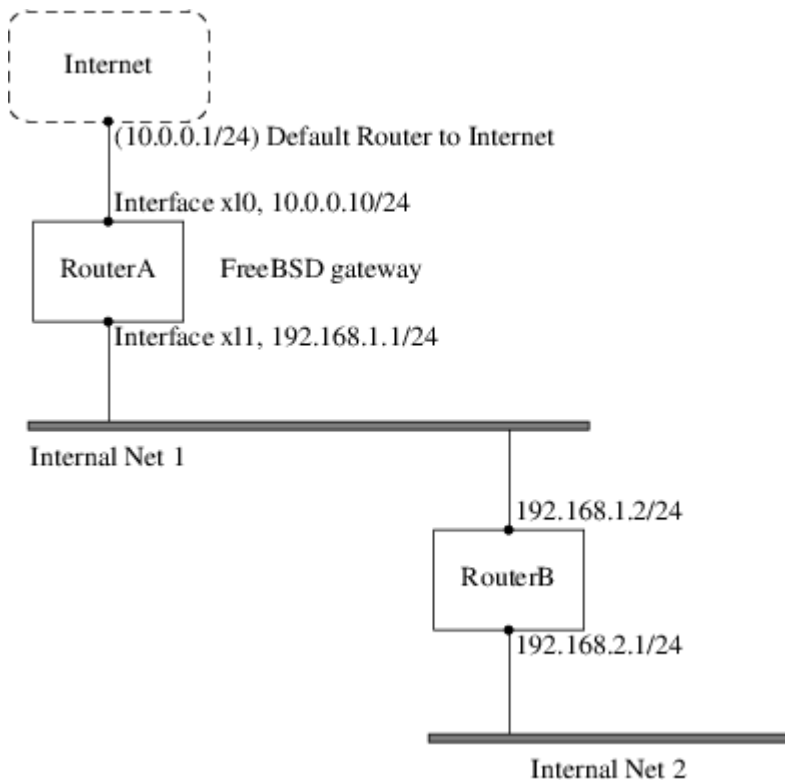 Internet
(10.0.0.1/24) Default Router to Internet
Interface xl0, 10.0.0.10/24
RouterA
FreeBSD gateway
Interface xl1, 192.168.1.1/24
Internal Net 1
192.168.1.2/24
RouterB
192.168.2.1/24
Internal Net 2